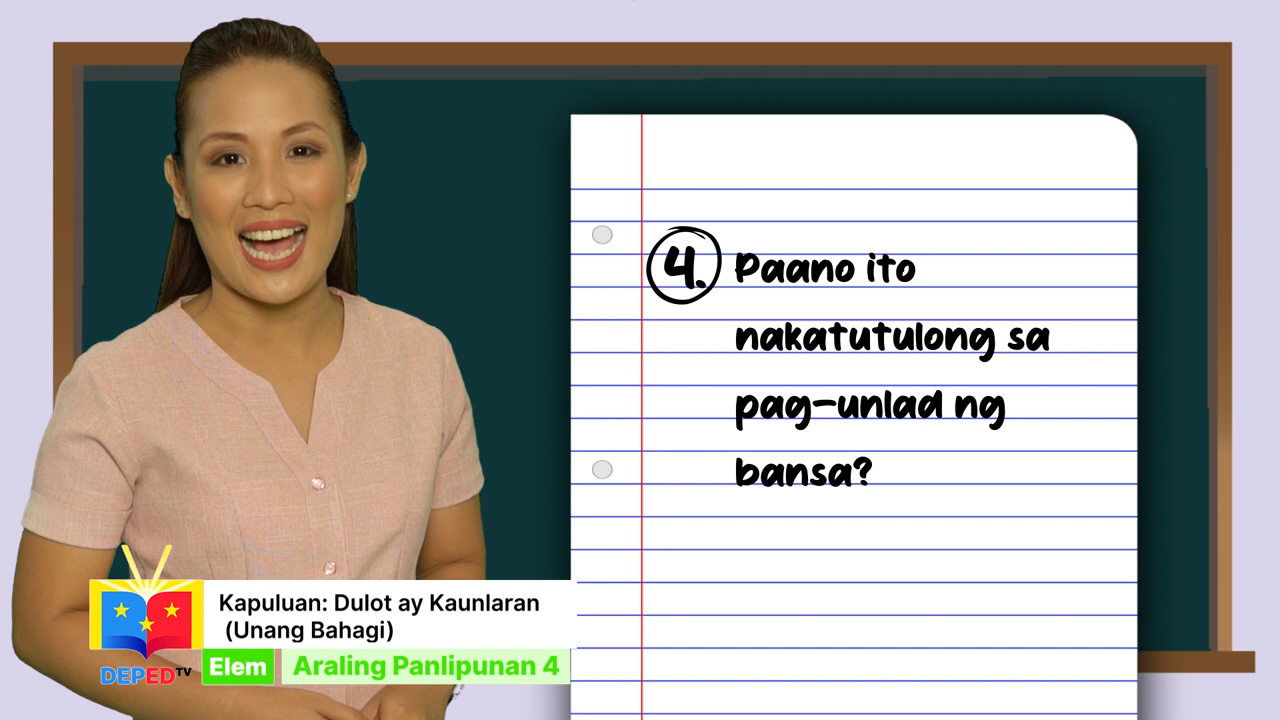 4. Paano ito
nakatutulong sa
pag-unlad ng
bansa?
Kapuluan: Dulot ay Kaunlaran
(Unang Bahagi)
DEPED TV
Elem Araling Panlipunan 4